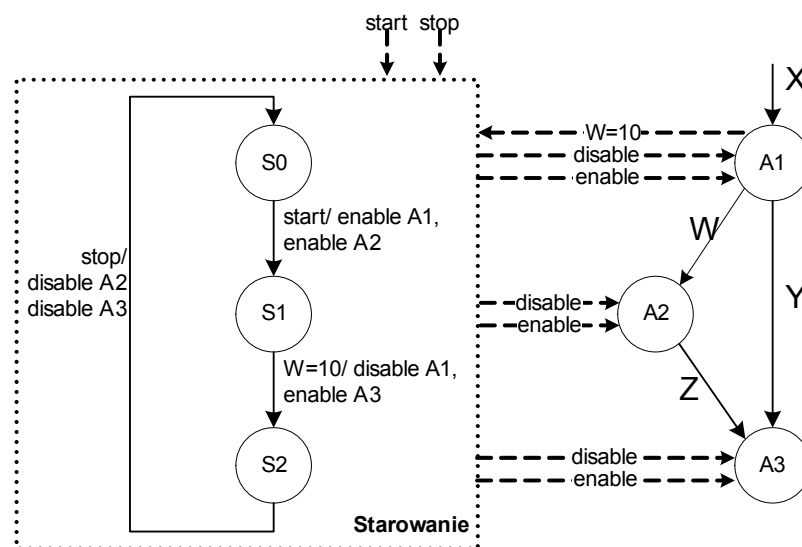 start stop
X
W=10
disable
enable
A1
S0
start/ enable A1,
enable A2
W
stop/
disable A2
disable A3
disable
enable
A2
Y
S1
W=10/ disable A1,
enable A3
Z
S2
disable
enable
A3
Starowanie